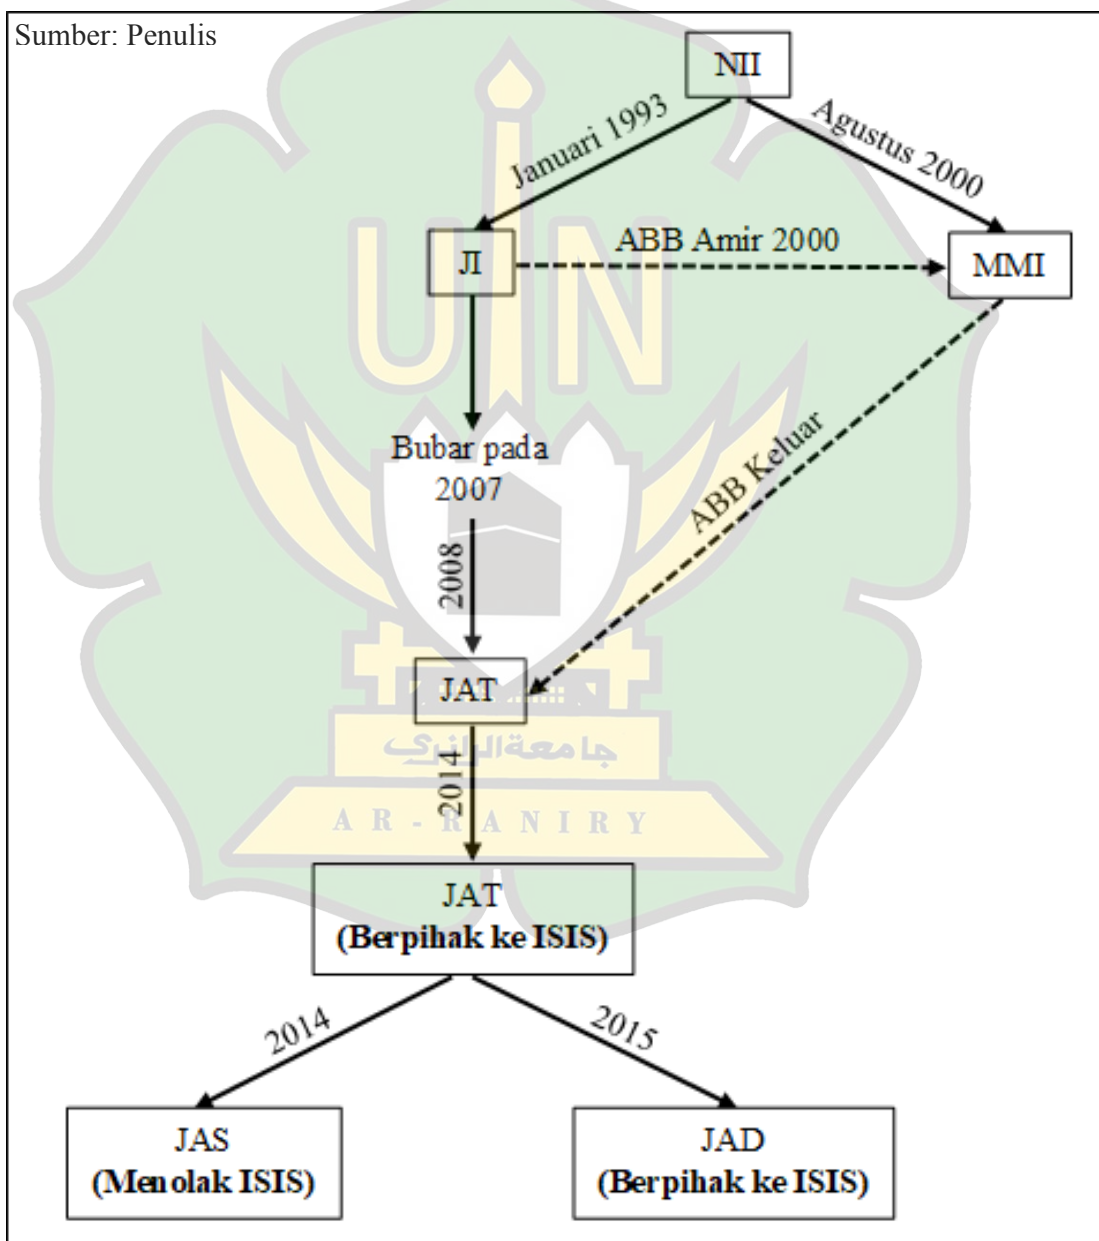 Sumber: Penulis
NII
Januari 1993
Agustus 2000
JI
ABB Amir 2000
MMI
Bubar pada
2007
ABB Keluar
2008
JAT
جامعة الرانري
2014
A R - R A N I R Y
JAT
(Berpihak ke ISIS)
2014
2015
JAS
(Menolak ISIS)
JAD
(Berpihak ke ISIS)
UIN